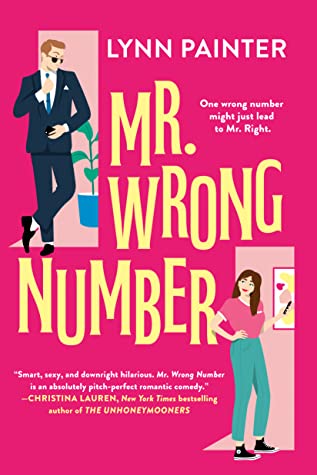 LYNN PAINTER
One wrong number
might just lead
to Mr. Right.
MR.
WRONG
NUMBER
“Smart, sexy, and downright hilarious. Mr. Wrong Number
is an absolutely pitch-perfect romantic comedy.”
—CHRISTINA LAUREN, New York Times bestselling
author of THE UNHONEYMOONERS